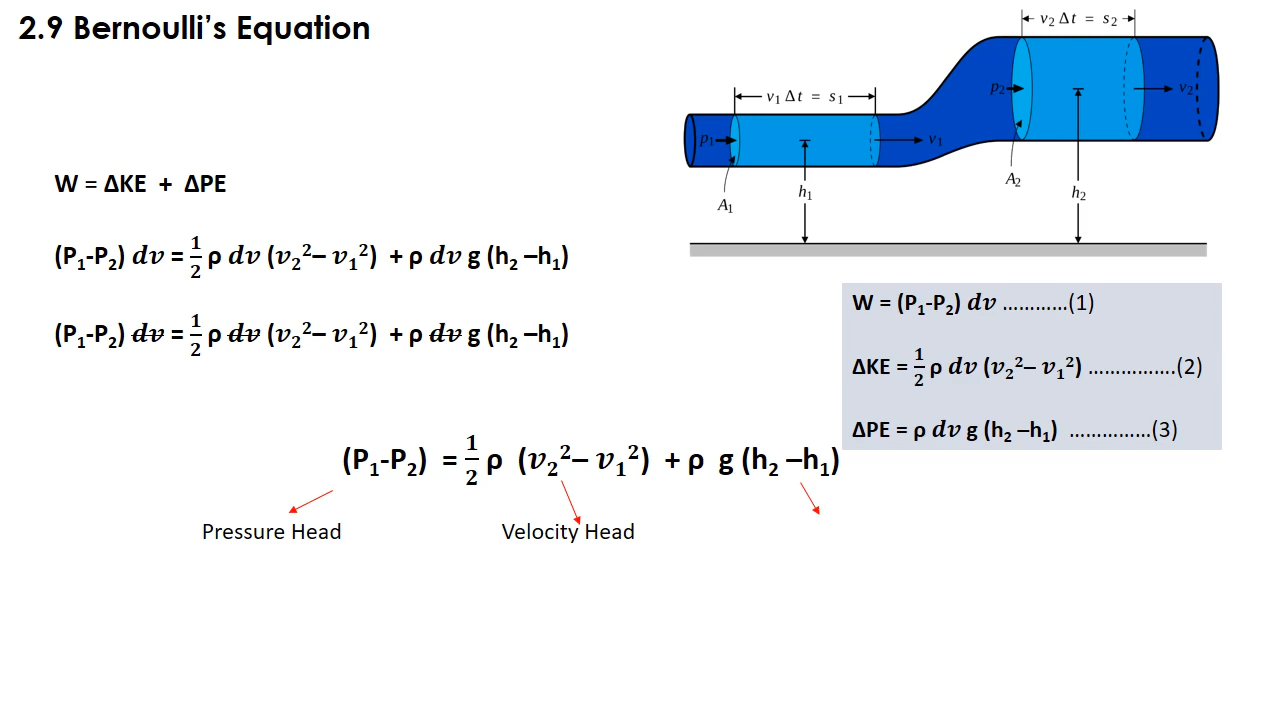 2.9 Bernoulli's Equation
v₂ Δt = s₂
v₁ Δt = s₁
p₂
v₂
p₁
v₁
A₂
h₂
h₁
A₁
W = ΔKE + ΔPE
(P₁-P₂) dv = 1/2 ρ dv (v₂²– v₁²) + ρ dv g (h₂ –h₁)
(P₁-P₂) dv = 1/2 ρ dv (v₂²– v₁²) + ρ dv g (h₂ –h₁)
W = (P₁-P₂) dv …………(1)
ΔKE = 1/2 ρ dv (v₂²– v₁²) …………….(2)
ΔPE = ρ dv g (h₂ –h₁) ……………(3)
(P₁-P₂) = 1/2 ρ (v₂²– v₁²) + ρ g (h₂ –h₁)
Pressure Head
Velocity Head